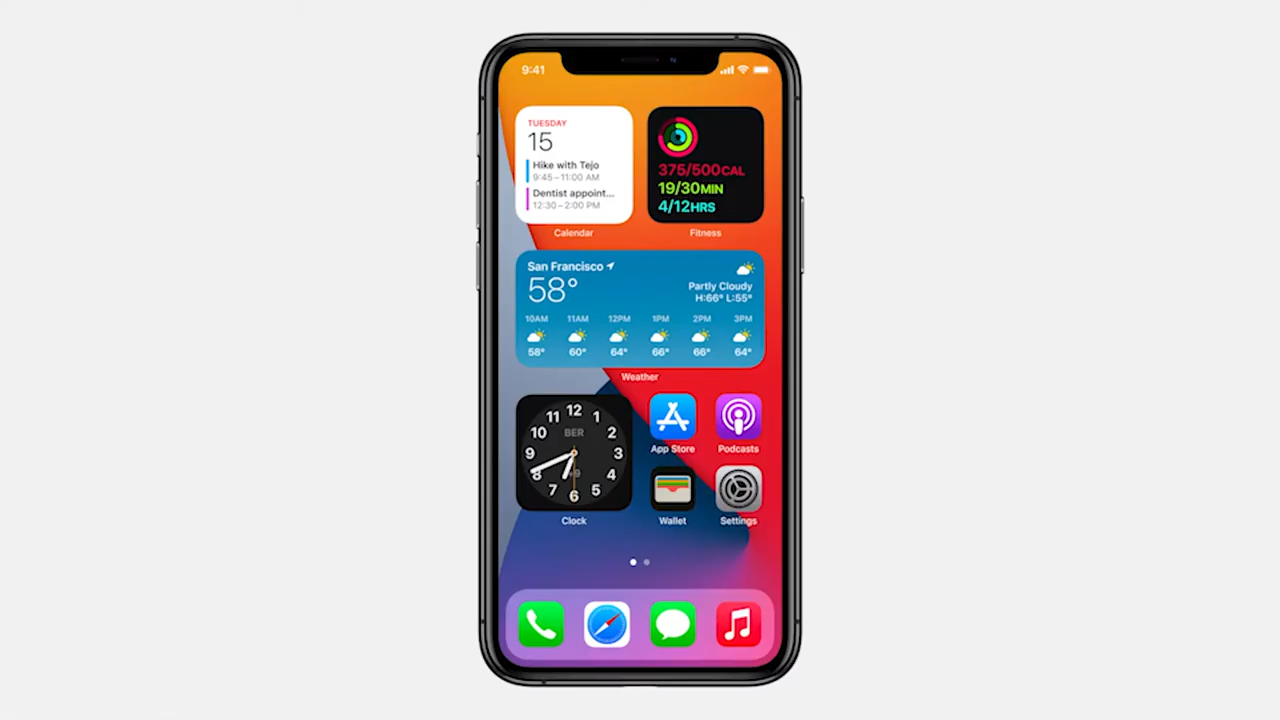 9:41
TUESDAY
15
Hike with Tejo
9:45–11:00 AM
Dentist appoint...
12:30–2:00 PM
Calendar
375/500CAL
19/30MIN
4/12HRS
Fitness
San Francisco
58°
Partly Cloudy
H:66° L:55°
10AM 11AM 12PM 1PM 2PM 3PM
58° 60° 64° 66° 66° 64°
Weather
12
11 1
BER
10 2
9 3
8 4
+9
7 5
6
Clock
App Store
Podcasts
Wallet
Settings